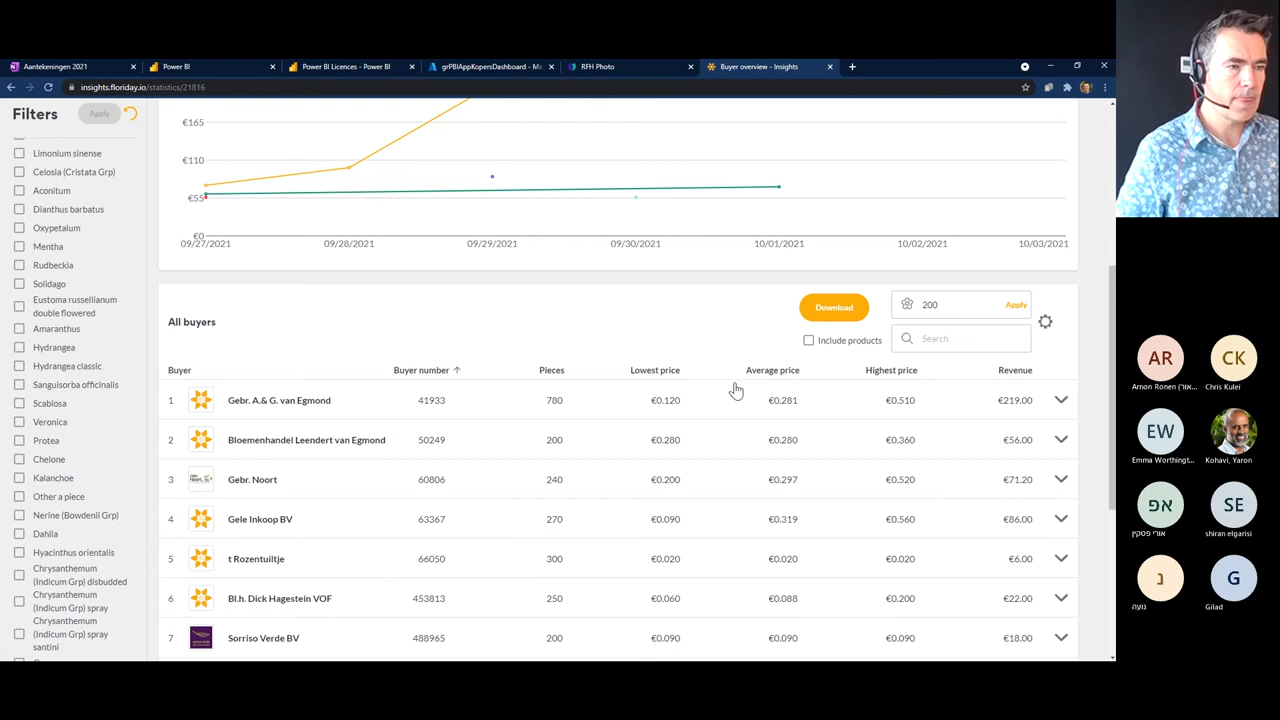 Aantekeningen 2021
Power BI
Power BI Licences - Power BI
grPBIAppKopersDashboard - Mic
RFH Photo
Buyer overview - Insights
insights.floriday.io/statistics/21816
Filters
Apply
Limonium sinense
Celosia (Cristata Grp)
Aconitum
Dianthus barbatus
Oxypetalum
Mentha
Rudbeckia
Solidago
Eustoma russellianum
double flowered
Amaranthus
Hydrangea
Hydrangea classic
Sanguisorba officinalis
Scabiosa
Veronica
Protea
Chelone
Kalanchoe
Other a piece
Nerine (Bowdenii Grp)
Dahlia
Hyacinthus orientalis
Chrysanthemum
(Indicum Grp) disbudded
Chrysanthemum
(Indicum Grp) spray
Chrysanthemum
(Indicum Grp) spray
santini
€165
€110
€55
€0
09/27/2021 09/28/2021 09/29/2021 09/30/2021 10/01/2021 10/02/2021 10/03/2021
All buyers
Download
200
Apply
Include products
Search
Buyer Buyer number Pieces Lowest price Average price Highest price Revenue
1 Gebr. A.& G. van Egmond 41933 780 €0.120 €0.281 €0.510 €219.00
2 Bloemenhandel Leendert van Egmond 50249 200 €0.280 €0.280 €0.360 €56.00
3 Gebr. Noort 60806 240 €0.200 €0.297 €0.520 €71.20
4 Gele Inkoop BV 63367 270 €0.090 €0.319 €0.560 €86.00
5 t Rozentuiltje 66050 300 €0.020 €0.020 €0.020 €6.00
6 Bl.h. Dick Hagestein VOF 453813 250 €0.060 €0.088 €0.200 €22.00
7 Sorriso Verde BV 488965 200 €0.090 €0.090 €0.090 €18.00
AR
CK
Arnon Ronen (אור...
Chris Kulei
EW
Emma Worthingt...
Kohavi, Yaron
אפ
SE
אורי פטקין
shiran elgarisi
נ
G
נועה
Gilad